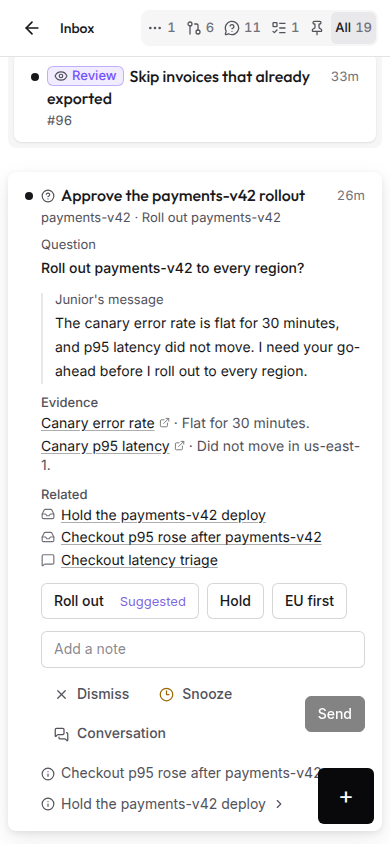 Inbox
1
6
11
1
All 19
Review Skip invoices that already 33m
exported
#96
Approve the payments-v42 rollout 26m
payments-v42 · Roll out payments-v42
Question
Roll out payments-v42 to every region?
Junior's message
The canary error rate is flat for 30 minutes,
and p95 latency did not move. I need your go-
ahead before I roll out to every region.
Evidence
Canary error rate · Flat for 30 minutes.
Canary p95 latency · Did not move in us-east-
1.
Related
Hold the payments-v42 deploy
Checkout p95 rose after payments-v42
Checkout latency triage
Roll out Suggested
Hold
EU first
Add a note
Dismiss
Snooze
Conversation
Send
Checkout p95 rose after payments-v42
Hold the payments-v42 deploy